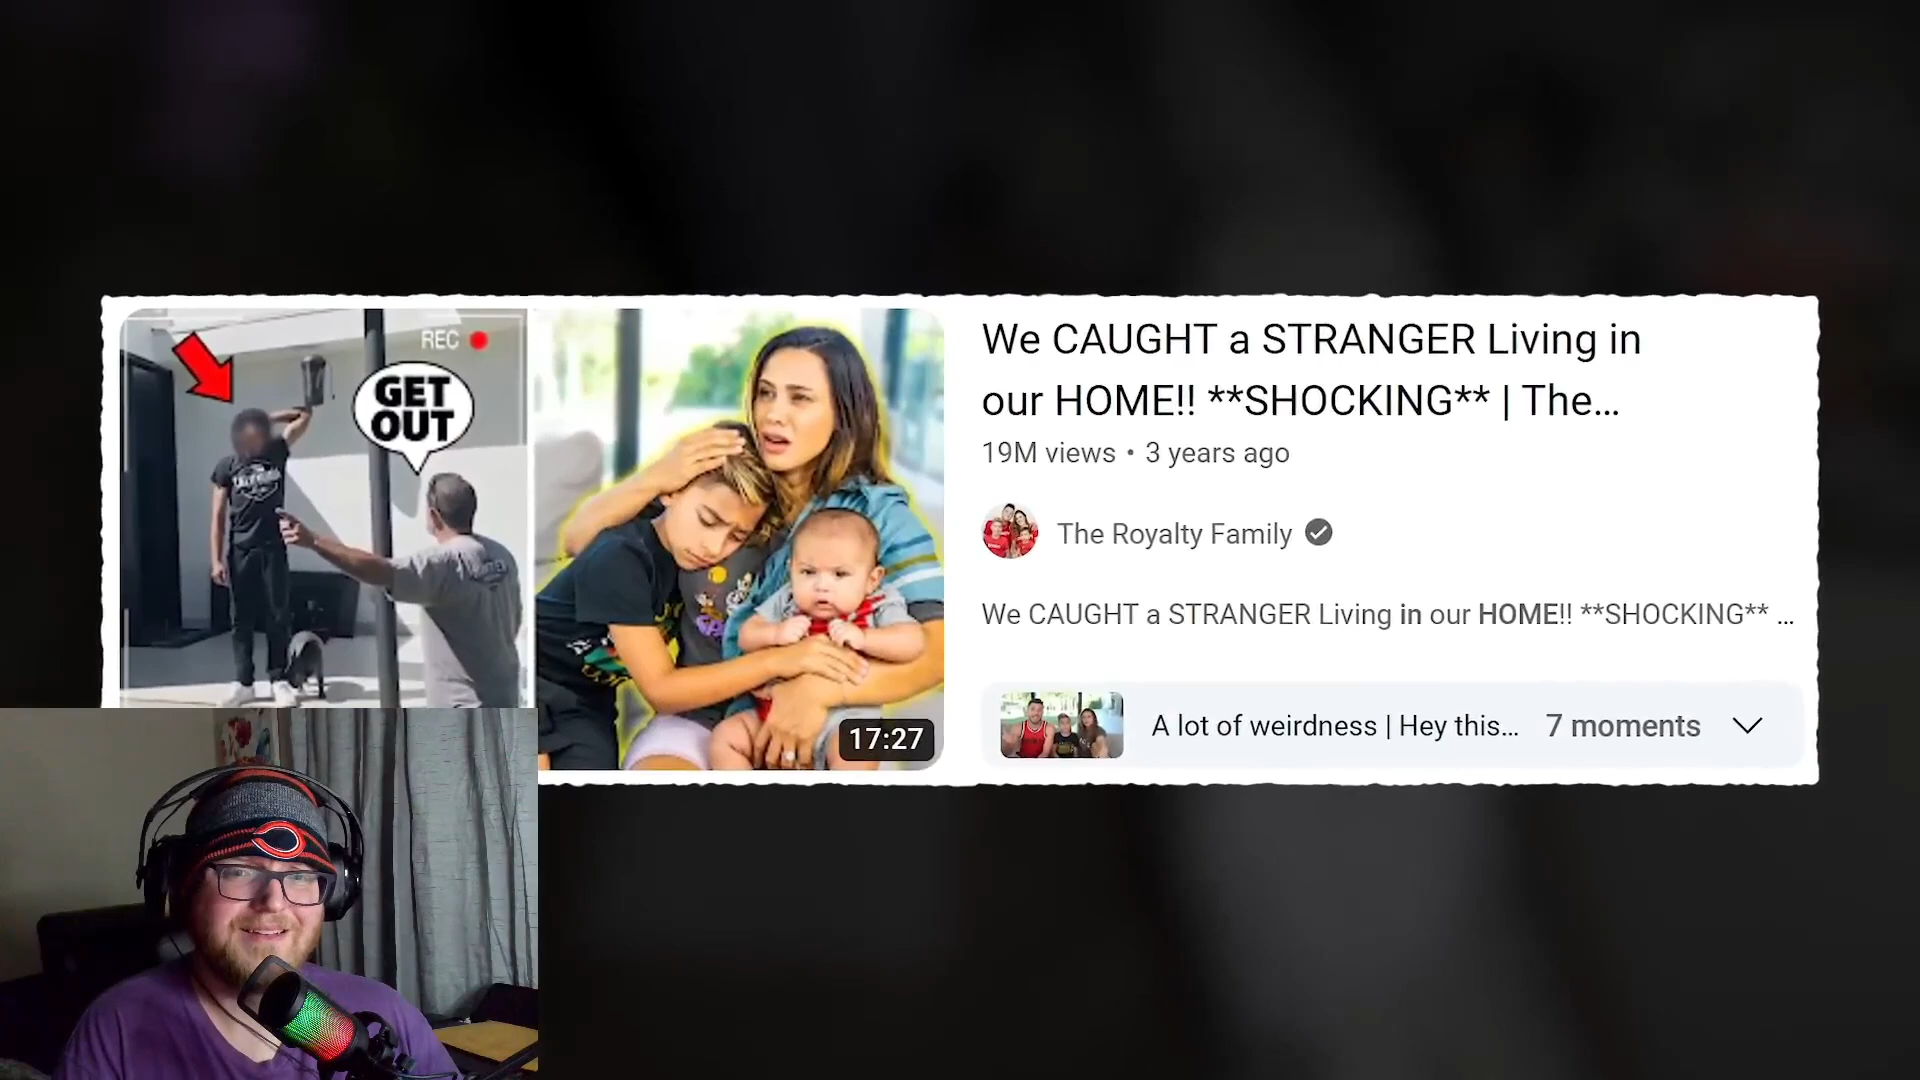 REC
GET
OUT
17:27
We CAUGHT a STRANGER Living in
our HOME!! **SHOCKING** | The...
19M views • 3 years ago
The Royalty Family
We CAUGHT a STRANGER Living in our HOME!! **SHOCKING** ...
A lot of weirdness | Hey this... 7 moments